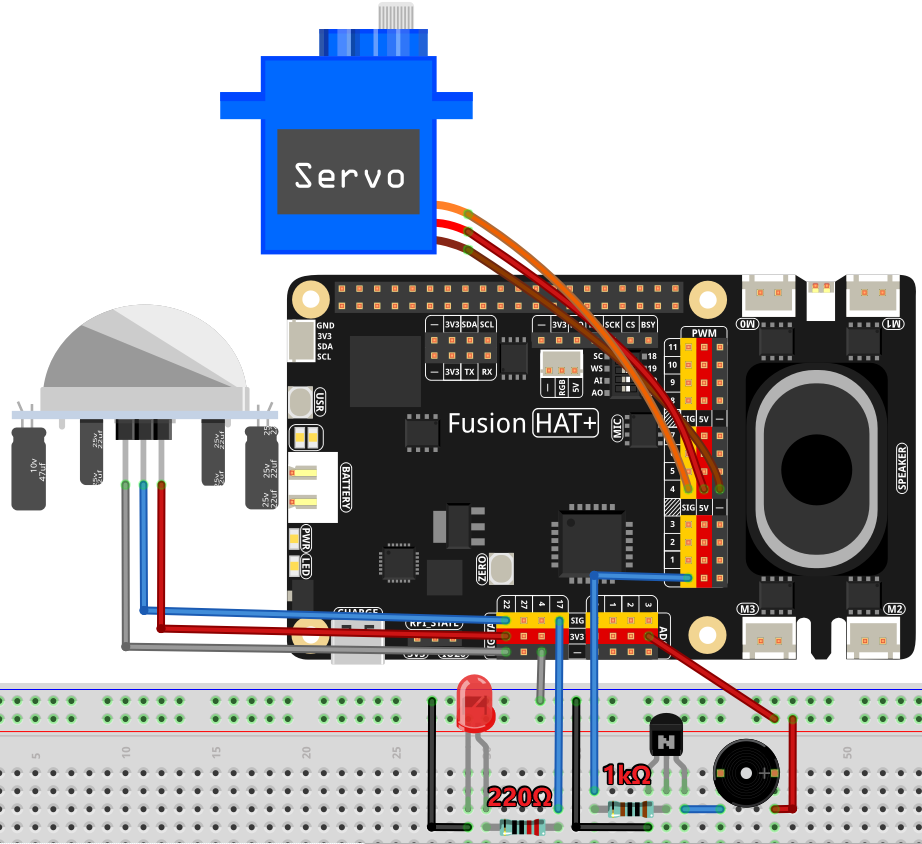 Servo
GND
3V3
SDA
SCL
— 3V3 SDA SCL
— 3V3 TX RX
— 3V3
SCK CS BSY
USR
SC
WS
AI
AO
18
19
— RGB 5V
PWM
11
10
9
8
SIG 5V —
7
5
4
SIG 5V —
3
2
1
M0
M1
Fusion HAT+
MIC
SPEAKER
BATTERY
10v
47uf
25v
22uf
25v
22uf
25v
22uf
PWR
LED
ZERO
CHARGE
RPI_STATE
22 27 4 17
SIG
3V3
—
1 2 3
AD
M3
M2
5
10
15
20
25
50
220Ω
1kΩ
N
+